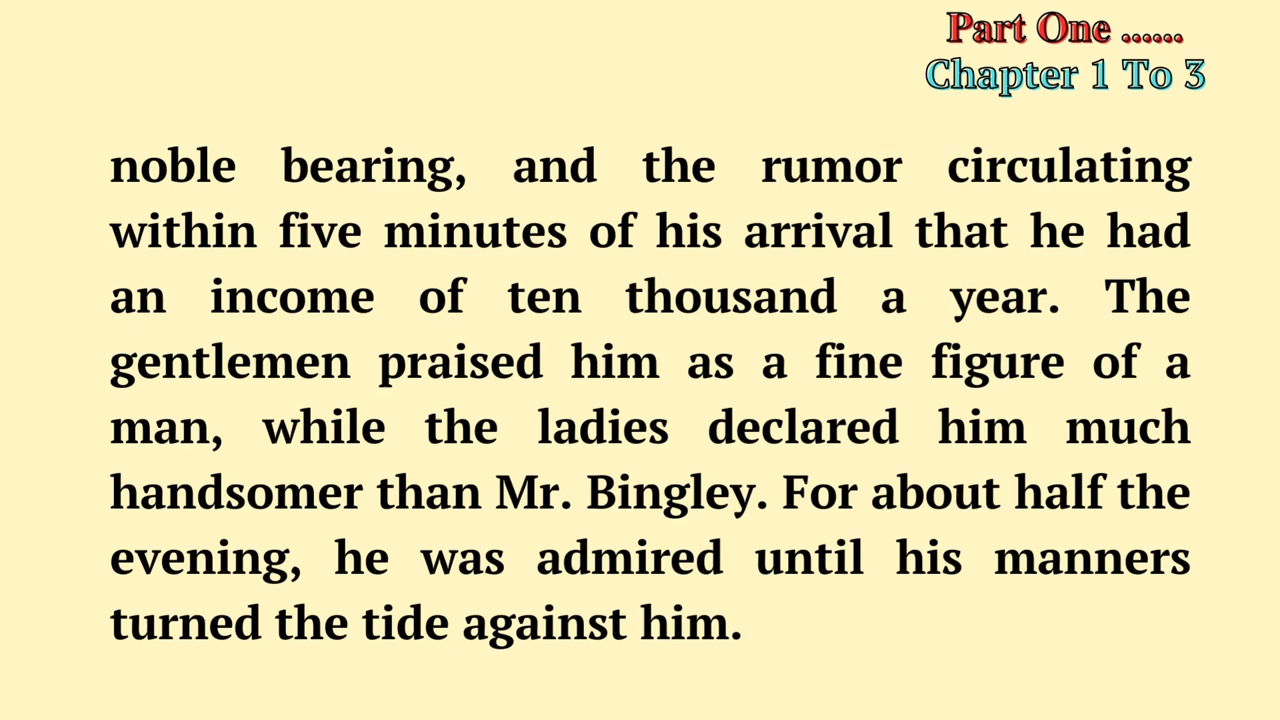 Part One ......
Chapter 1 To 3
noble bearing, and the rumor circulating
within five minutes of his arrival that he had
an income of ten thousand a year. The
gentlemen praised him as a fine figure of a
man, while the ladies declared him much
handsomer than Mr. Bingley. For about half the
evening, he was admired until his manners
turned the tide against him.